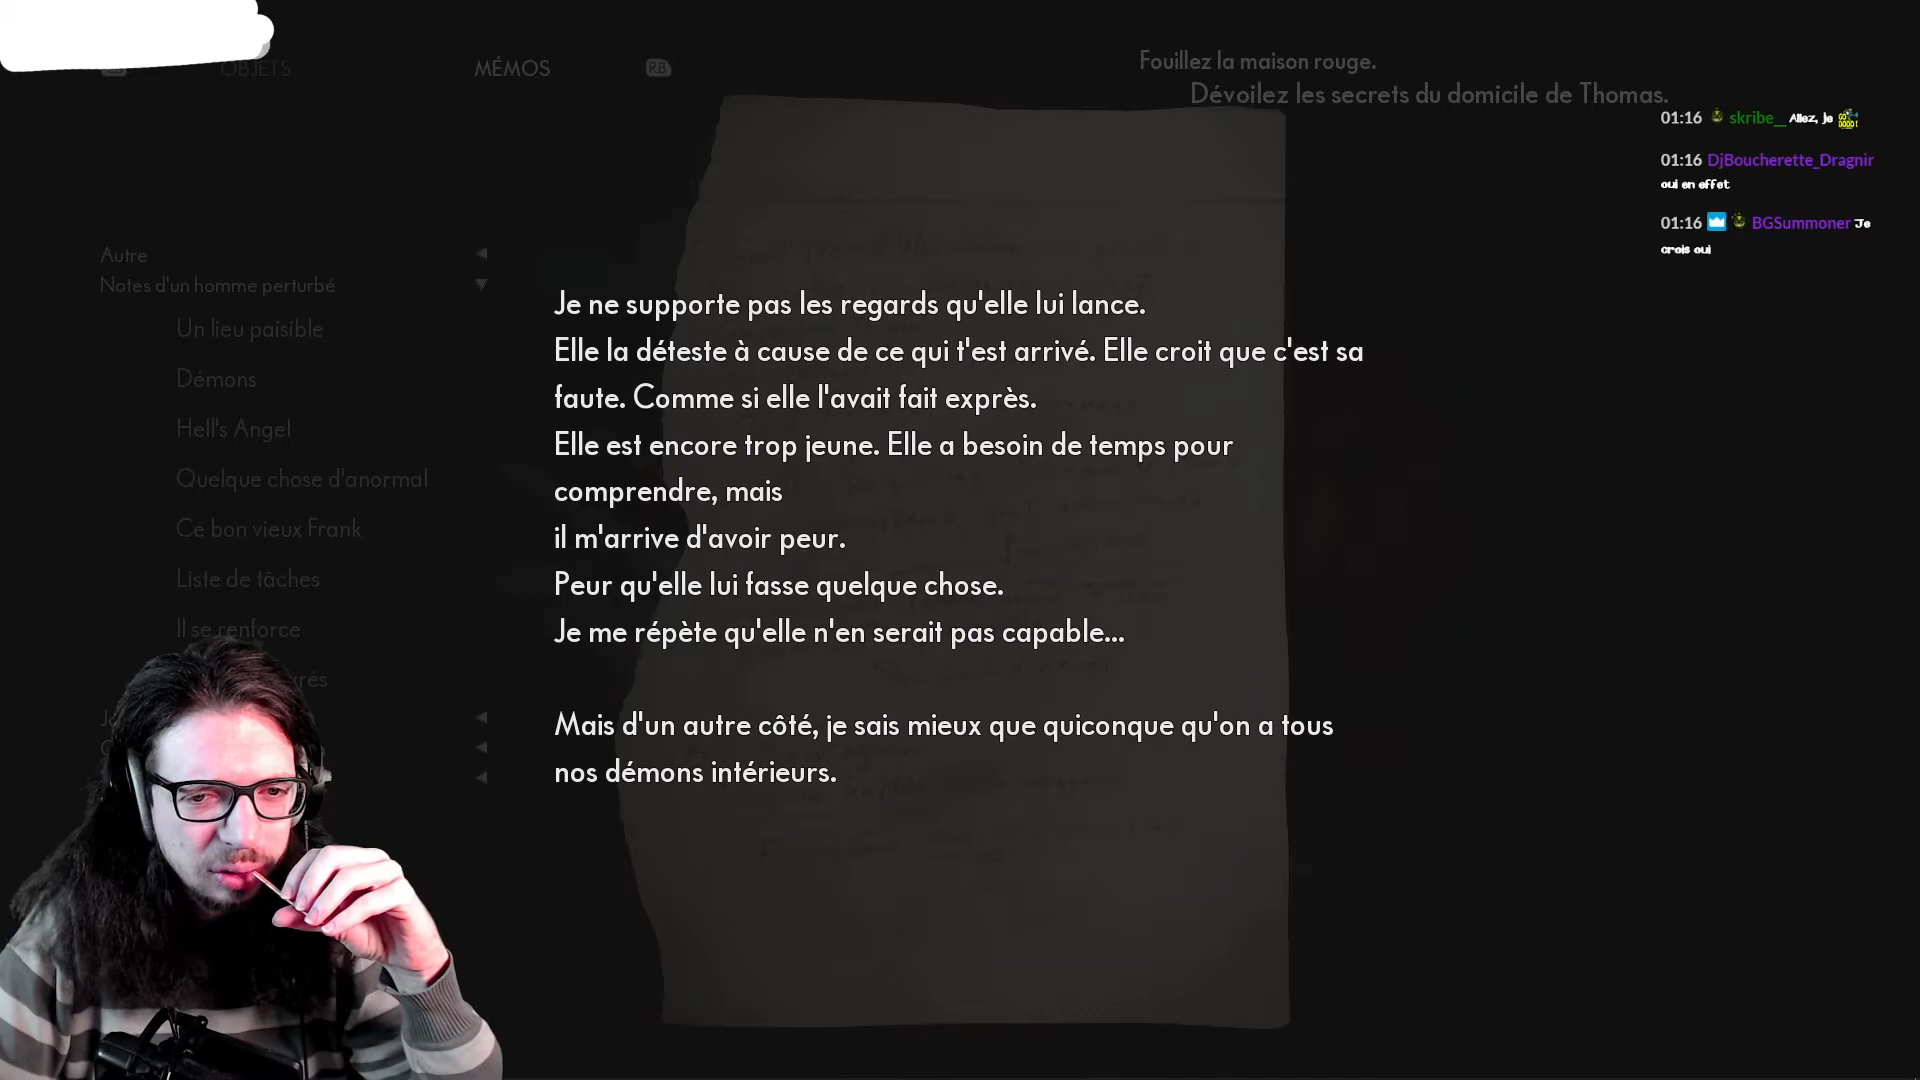 OBJETS
MÉMOS
RB
Fouillez la maison rouge.
Dévoilez les secrets du domicile de Thomas.
01:16 skribe__ Allez, je
01:16 DjBoucherette_Dragnir
oui en effet
01:16 BGSummoner Je
crois oui
Autre
Notes d'un homme perturbé
Un lieu paisible
Démons
Hell's Angel
Quelque chose d'anormal
Ce bon vieux Frank
Liste de tâches
Il se renforce
Je ne supporte pas les regards qu'elle lui lance.
Elle la déteste à cause de ce qui t'est arrivé. Elle croit que c'est sa
faute. Comme si elle l'avait fait exprès.
Elle est encore trop jeune. Elle a besoin de temps pour
comprendre, mais
il m'arrive d'avoir peur.
Peur qu'elle lui fasse quelque chose.
Je me répète qu'elle n'en serait pas capable...
Mais d'un autre côté, je sais mieux que quiconque qu'on a tous
nos démons intérieurs.